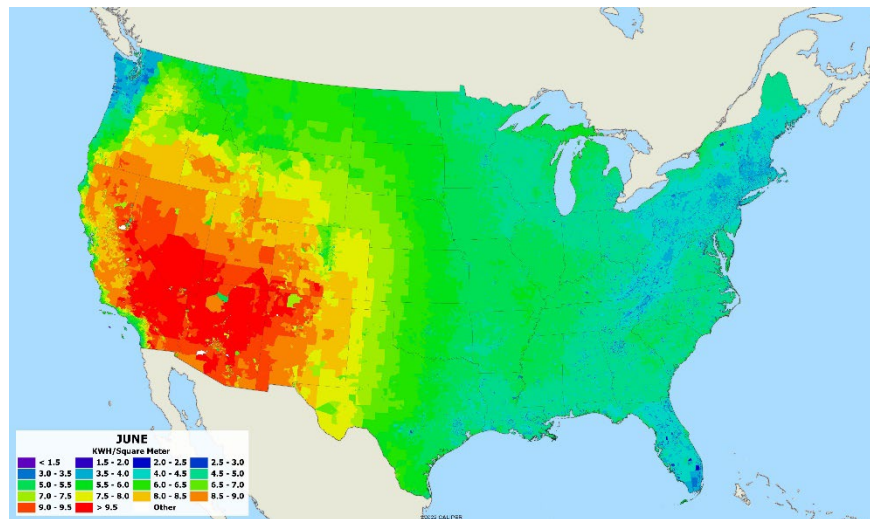 JUNE
KWH/Square Meter
< 1.5 1.5 - 2.0 2.0 - 2.5 2.5 - 3.0
3.0 - 3.5 3.5 - 4.0 4.0 - 4.5 4.5 - 5.0
5.0 - 5.5 5.5 - 6.0 6.0 - 6.5 6.5 - 7.0
7.0 - 7.5 7.5 - 8.0 8.0 - 8.5 8.5 - 9.0
9.0 - 9.5 > 9.5 Other